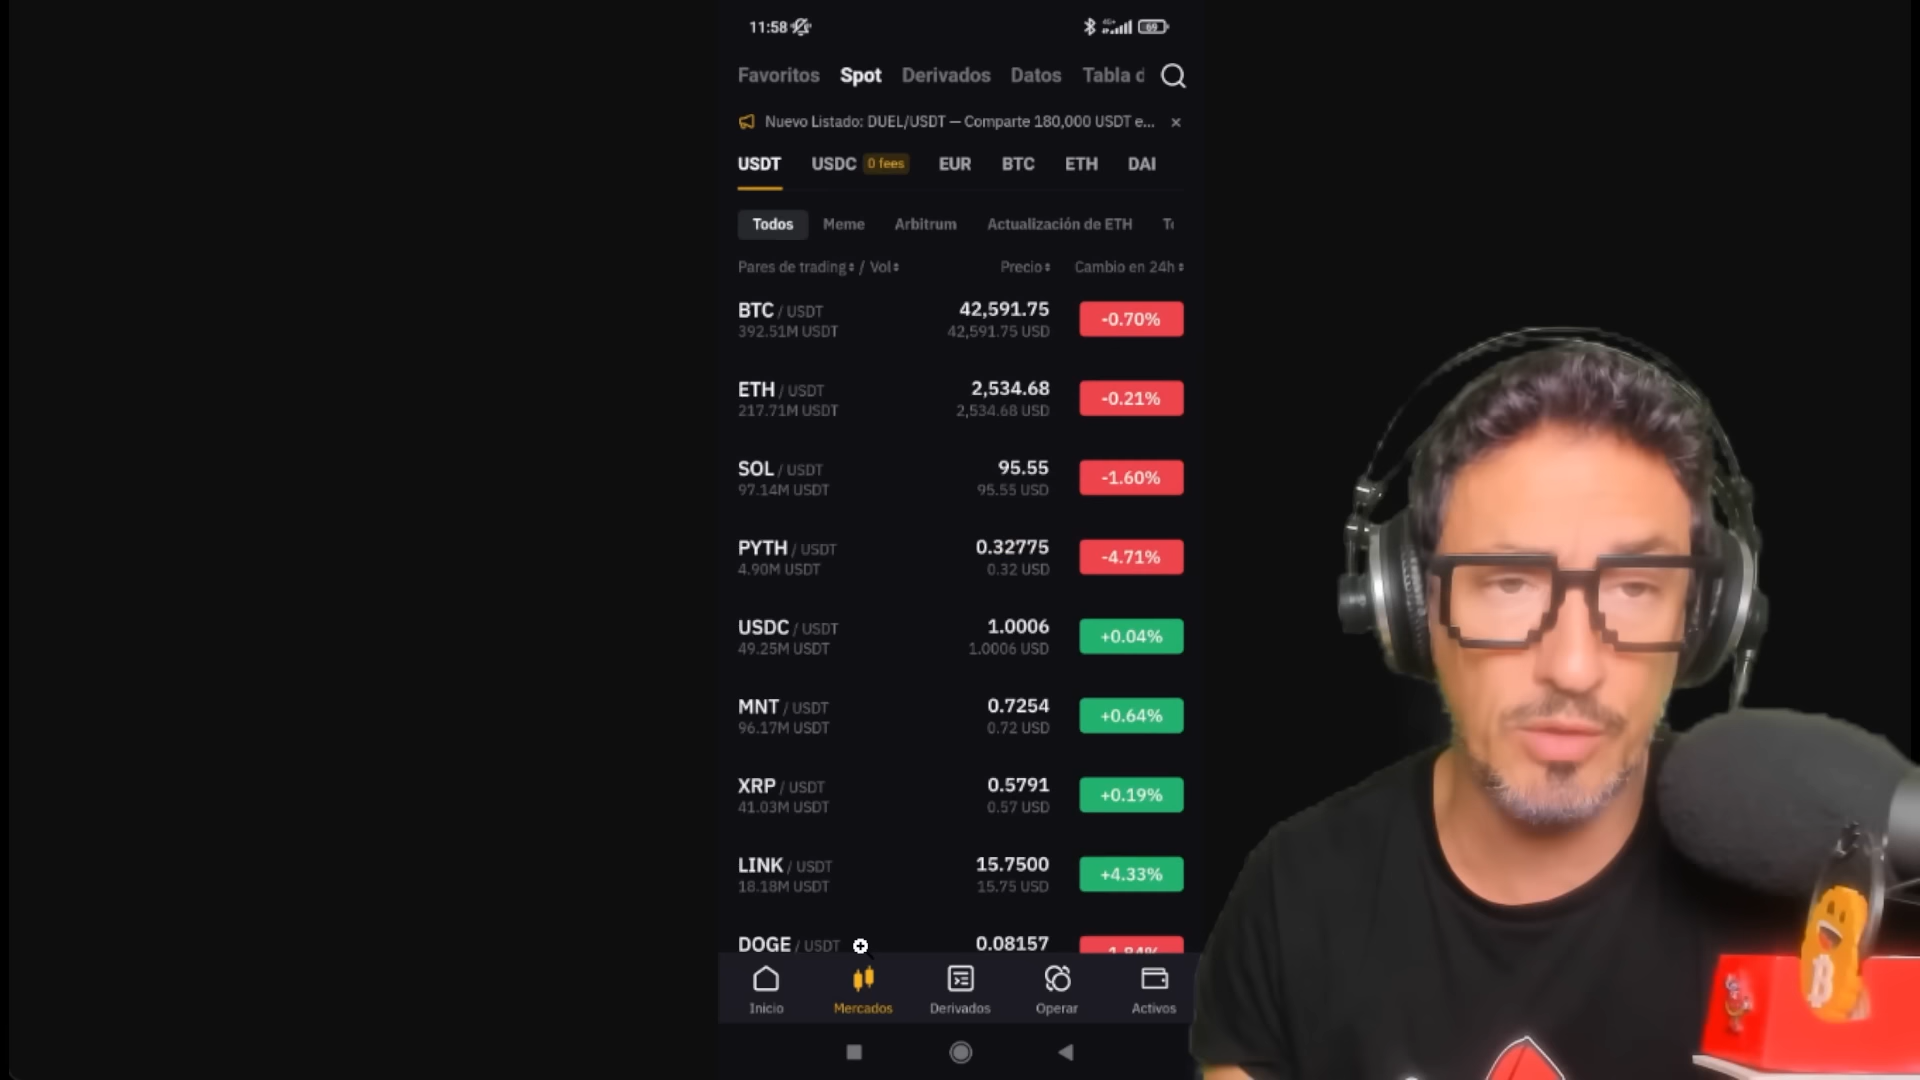 11:58
4G+ 69
Favoritos Spot Derivados Datos Tabla d
Nuevo Listado: DUEL/USDT — Comparte 180,000 USDT e... ×
USDT USDC 0 fees EUR BTC ETH DAI
Todos Meme Arbitrum Actualización de ETH
Pares de trading / Vol Precio Cambio en 24h
BTC / USDT 42,591.75 -0.70%
392.51M USDT 42,591.75 USD
ETH / USDT 2,534.68 -0.21%
217.71M USDT 2,534.68 USD
SOL / USDT 95.55 -1.60%
97.14M USDT 95.55 USD
PYTH / USDT 0.32775 -4.71%
4.90M USDT 0.32 USD
USDC / USDT 1.0006 +0.04%
49.25M USDT 1.0006 USD
MNT / USDT 0.7254 +0.64%
96.17M USDT 0.72 USD
XRP / USDT 0.5791 +0.19%
41.03M USDT 0.57 USD
LINK / USDT 15.7500 +4.33%
18.18M USDT 15.75 USD
DOGE / USDT 0.08157 -1.84%
Inicio Mercados Derivados Operar Activos